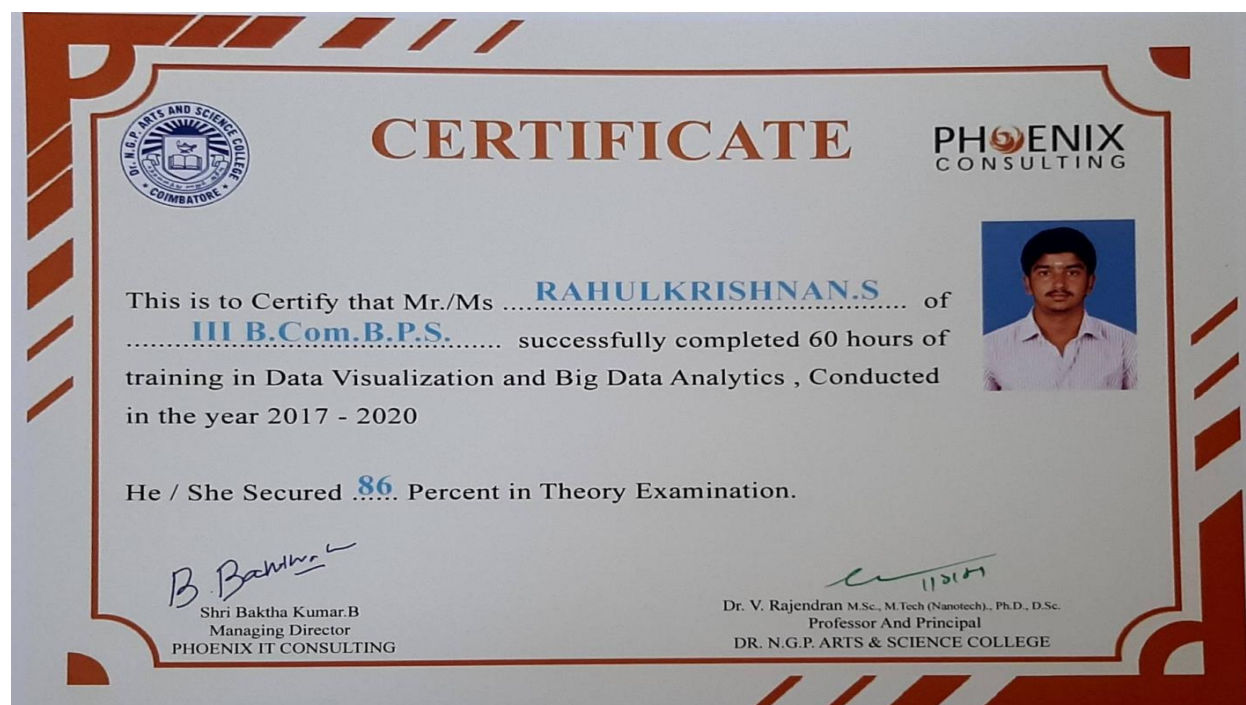 DR. N.G.P. ARTS AND SCIENCE COLLEGE
COIMBATORE
CERTIFICATE
PHOENIX
CONSULTING
This is to Certify that Mr./Ms ..... RAHULKRISHNAN.S ..... of
..... III B.Com.B.P.S. ..... successfully completed 60 hours of
training in Data Visualization and Big Data Analytics , Conducted
in the year 2017 - 2020
He / She Secured ..86.. Percent in Theory Examination.
Shri Baktha Kumar.B
Managing Director
PHOENIX IT CONSULTING
Dr. V. Rajendran M.Sc., M.Tech (Nanotech)., Ph.D., D.Sc.
Professor And Principal
DR. N.G.P. ARTS & SCIENCE COLLEGE